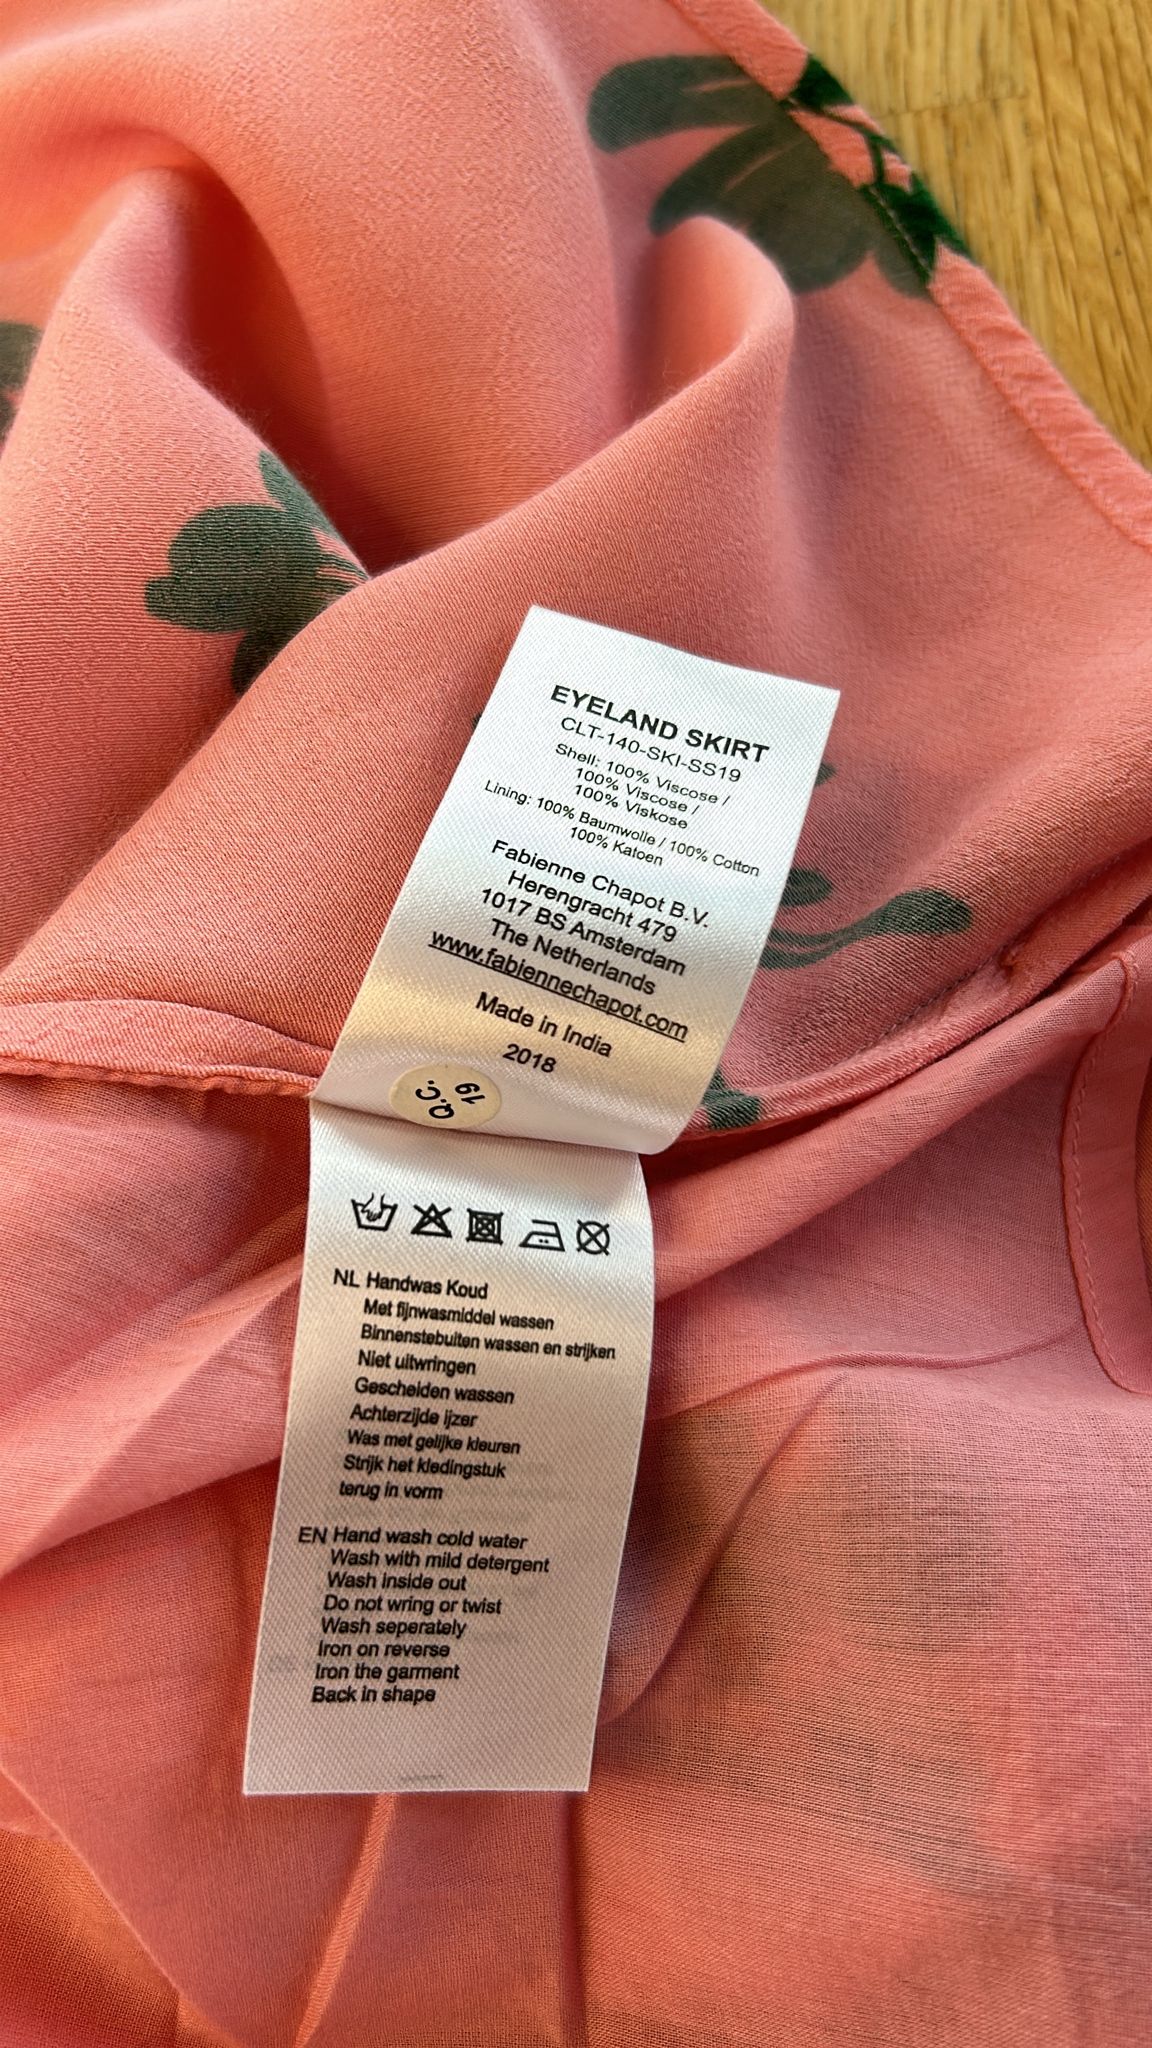 EYELAND SKIRT
CLT-140-SKI-SS19
Shell: 100% Viscose /
100% Viscose /
100% Viskose
Lining: 100% Baumwolle / 100% Cotton
100% Katoen
Fabienne Chapot B.V.
Herengracht 479
1017 BS Amsterdam
The Netherlands
www.fabiennechapot.com
Made in India
2018
Q.C.
19
NL Handwas Koud
Met fijnwasmiddel wassen
Binnenstebuiten wassen en strijken
Niet uitwringen
Gescheiden wassen
Achterzijde ijzer
Was met gelijke kleuren
Strijk het kledingstuk
terug in vorm
EN Hand wash cold water
Wash with mild detergent
Wash inside out
Do not wring or twist
Wash seperately
Iron on reverse
Iron the garment
Back in shape